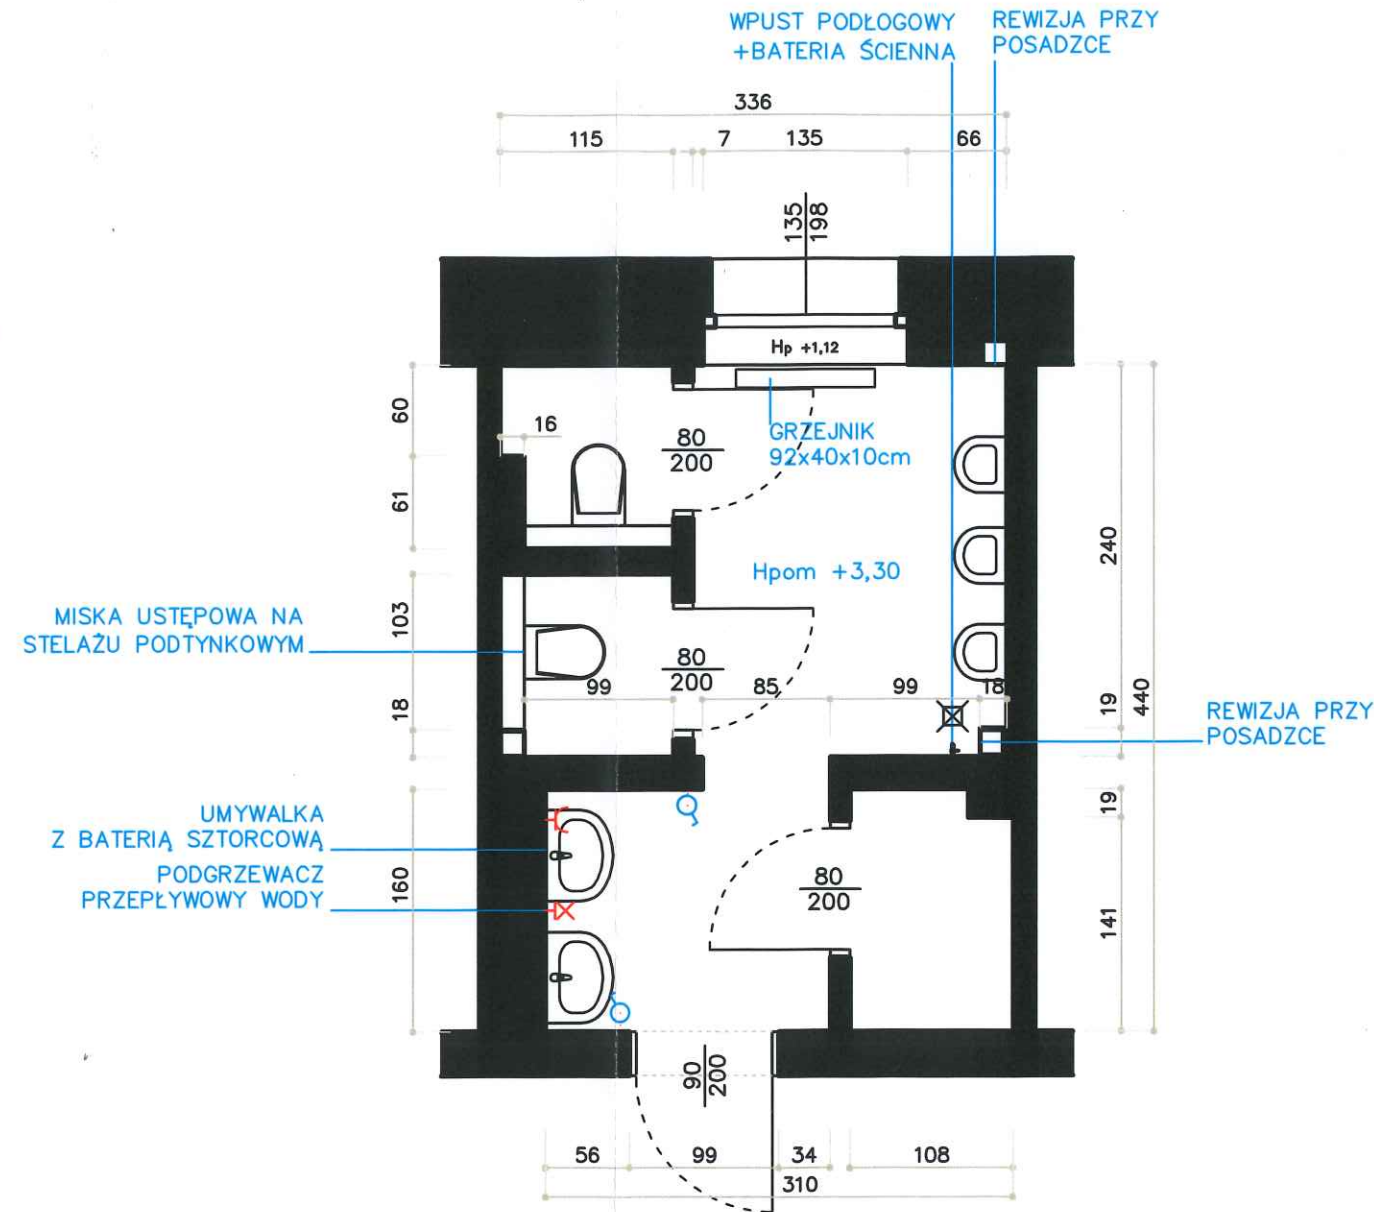 WPUST PODŁOGOWY
+BATERIA ŚCIENNA
REWIZJA PRZY
POSADZCE
336
115
7
135
66
135
198
Hp +1,12
60
16
80
200
GRZEJNIK
92x40x10cm
61
240
Hpom +3,30
MISKA USTĘPOWA NA
STELAŻU PODTYNKOWYM
103
80
200
99
85
99
18
18
19
440
REWIZJA PRZY
POSADZCE
UMYWALKA
Z BATERIĄ SZTORCOWĄ
PODGRZEWACZ
PRZEPŁYWOWY WODY
160
19
80
200
141
90
200
56
99
34
108
310